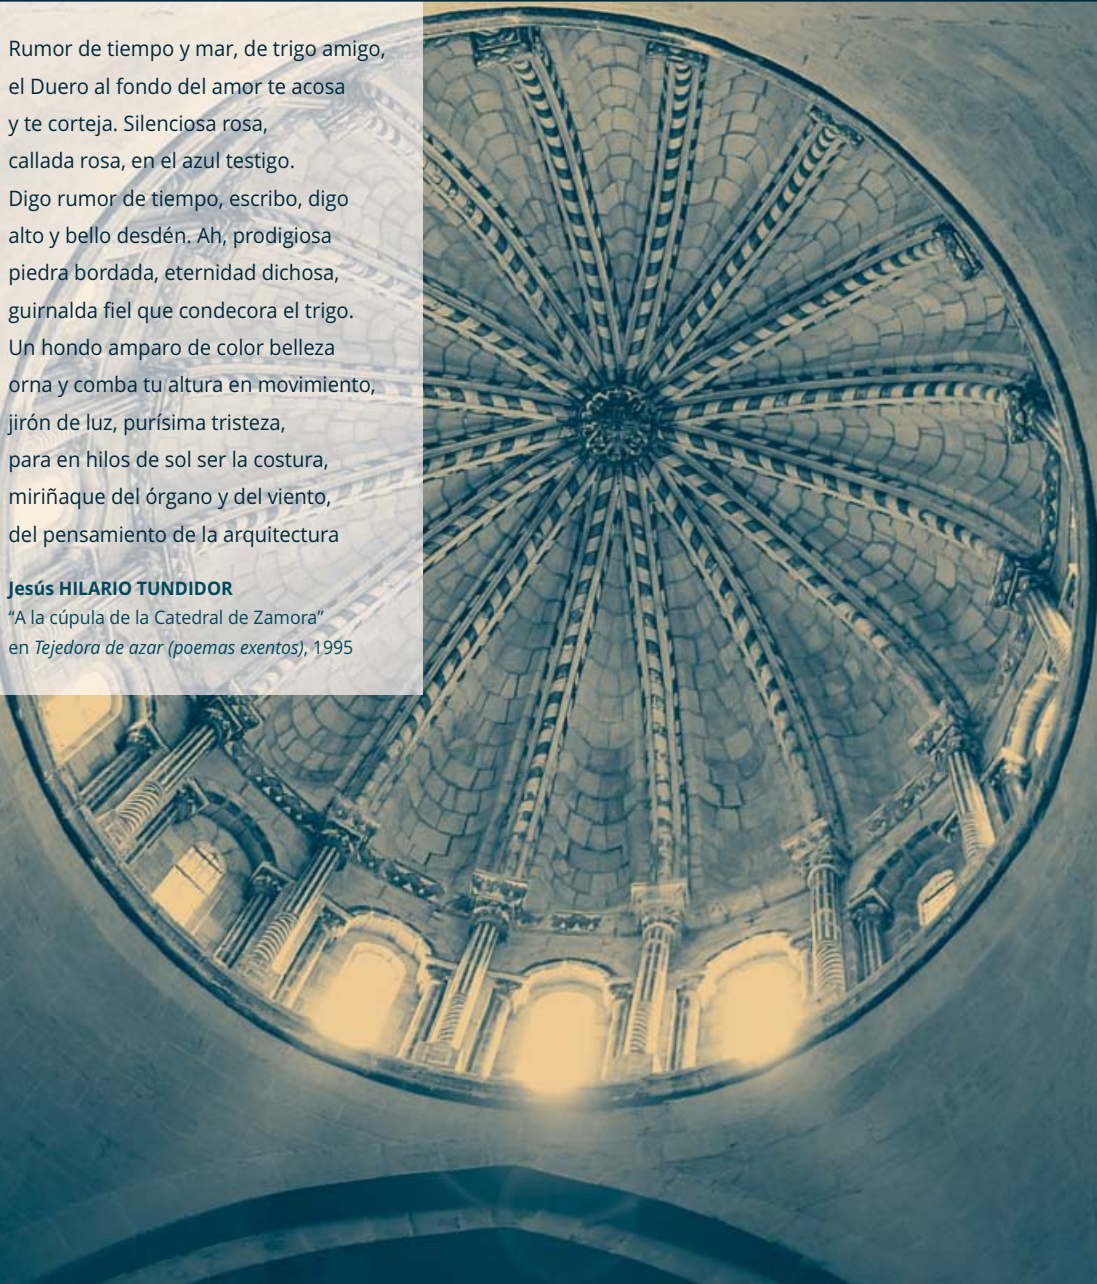 Rumor de tiempo y mar, de trigo amigo,
el Duero al fondo del amor te acosa
y te corteja. Silenciosa rosa,
callada rosa, en el azul testigo.
Digo rumor de tiempo, escribo, digo
alto y bello desdén. Ah, prodigiosa
piedra bordada, eternidad dichosa,
guirnalda fiel que condecora el trigo.
Un hondo amparo de color belleza
orna y comba tu altura en movimiento,
jirón de luz, purísima tristeza,
para en hilos de sol ser la costura,
miriñaque del órgano y del viento,
del pensamiento de la arquitectura
Jesús HILARIO TUNDIDOR
“A la cúpula de la Catedral de Zamora”
en Tejedora de azar (poemas exentos), 1995